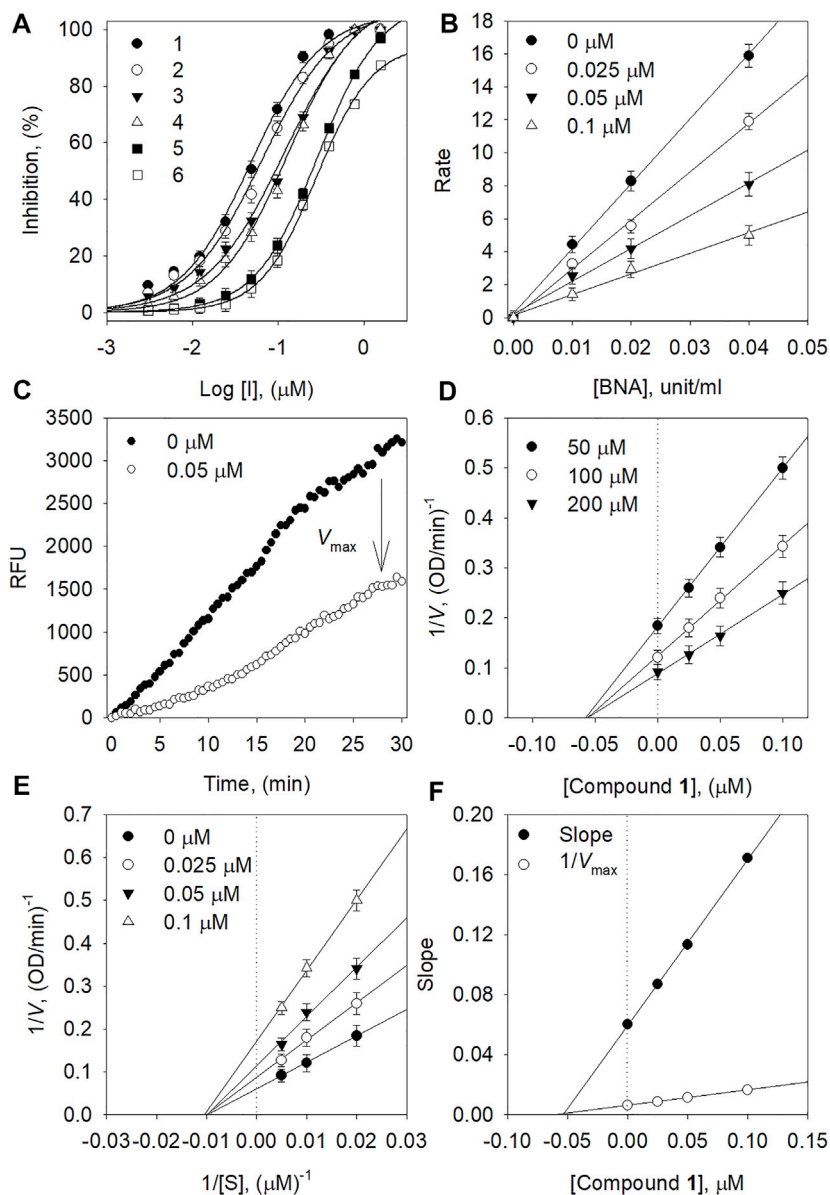 A
1
2
3
4
5
6
Inhibition, (%)
100
80
60
40
20
0
-3 -2 -1 0
Log [I], (μM)
B
0 μM
0.025 μM
0.05 μM
0.1 μM
Rate
18
16
14
12
10
8
6
4
2
0
0.00 0.01 0.02 0.03 0.04 0.05
[BNA], unit/ml
C
0 μM
0.05 μM
Vmax
RFU
3500
3000
2500
2000
1500
1000
500
0
0 5 10 15 20 25 30
Time, (min)
D
50 μM
100 μM
200 μM
1/V, (OD/min)-1
0.6
0.5
0.4
0.3
0.2
0.1
0.0
-0.10 -0.05 0.00 0.05 0.10
[Compound 1], (μM)
E
0 μM
0.025 μM
0.05 μM
0.1 μM
1/V, (OD/min)-1
0.7
0.6
0.5
0.4
0.3
0.2
0.1
0.0
-0.03 -0.02 -0.01 0.00 0.01 0.02 0.03
1/[S], (μM)-1
F
Slope
1/Vmax
Slope
0.20
0.16
0.12
0.08
0.04
0.00
-0.10 -0.05 0.00 0.05 0.10 0.15
[Compound 1], μM